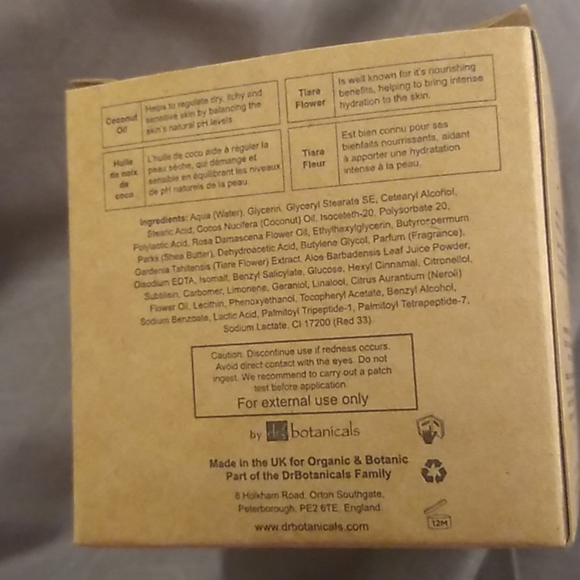 Coconut
Oil
Helps to regulate dry, itchy and
sensitive skin by balancing the
skin's natural pH levels
Tiare
Flower
Is well known for it's nourishing
benefits, helping to bring intense
hydration to the skin.
Huile
de noix
de
coco
L'huile de coco aide à réguler la
peau sèche, qui démange et
sensible en équilibrant les niveaux
de pH naturels de la peau.
Tiare
Fleur
Est bien connu pour ses
bienfaits nourrissants, aidant
à apporter une hydratation
intense à la peau.
Ingredients: Aqua (Water), Glycerin, Glyceryl Stearate SE, Cetearyl Alcohol,
Stearic Acid, Cocos Nucifera (Coconut) Oil, Isoceteth-20, Polysorbate 20,
Polylactic Acid, Rosa Damascena Flower Oil, Ethylhexylglycerin, Butyrospermum
Parkii (Shea Butter), Dehydroacetic Acid, Butylene Glycol, Parfum (Fragrance),
Gardenia Tahitensis (Tiare Flower) Extract, Aloe Barbadensis Leaf Juice Powder,
Disodium EDTA, Isomalt, Benzyl Salicylate, Glucose, Hexyl Cinnamal, Citronellol,
Subtilisin, Carbomer, Limonene, Geraniol, Linalool, Citrus Aurantium (Neroli)
Flower Oil, Lecithin, Phenoxyethanol, Tocopheryl Acetate, Benzyl Alcohol,
Sodium Benzoate, Lactic Acid, Palmitoyl Tripeptide-1, Palmitoyl Tetrapeptide-7,
Sodium Lactate, CI 17200 (Red 33).
Caution: Discontinue use if redness occurs.
Avoid direct contact with the eyes. Do not
ingest. We recommend to carry out a patch
test before application.
For external use only
by dr. botanicals
Made in the UK for Organic & Botanic
Part of the DrBotanicals Family
6 Holkham Road, Orton Southgate,
Peterborough, PE2 6TE, England
www.drbotanicals.com
12M